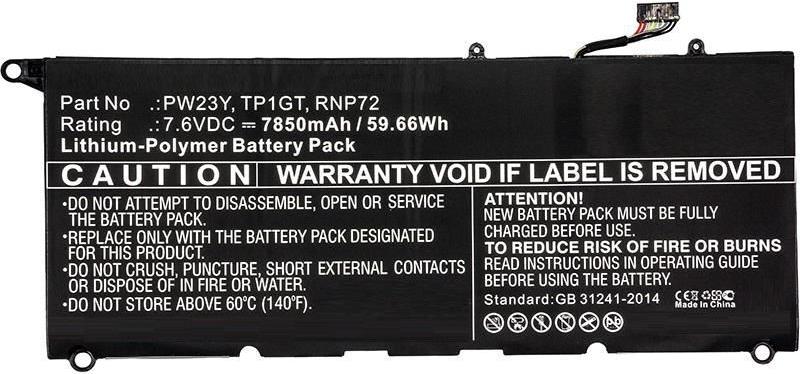 Part No .:PW23Y, TP1GT, RNP72
Rating .:7.6VDC ⎓ 7850mAh / 59.66Wh
Lithium-Polymer Battery Pack
CAUTION WARRANTY VOID IF LABEL IS REMOVED
•DO NOT ATTEMPT TO DISASSEMBLE, OPEN OR SERVICE
THE BATTERY PACK.
•REPLACE ONLY WITH THE BATTERY PACK DESIGNATED
FOR THIS PRODUCT.
•DO NOT CRUSH, PUNCTURE, SHORT EXTERNAL CONTACTS
OR DISPOSE OF IN FIRE OR WATER.
•DO NOT STORE ABOVE 60°C (140°F).
ATTENTION!
NEW BATTERY PACK MUST BE FULLY
CHARGED BEFORE USE.
TO REDUCE RISK OF FIRE OR BURNS
READ INSTRUCTIONS IN OPERATING GUIDE
BEFORE USING THE BATTERY.
Standard:GB 31241-2014
CE
Made In China